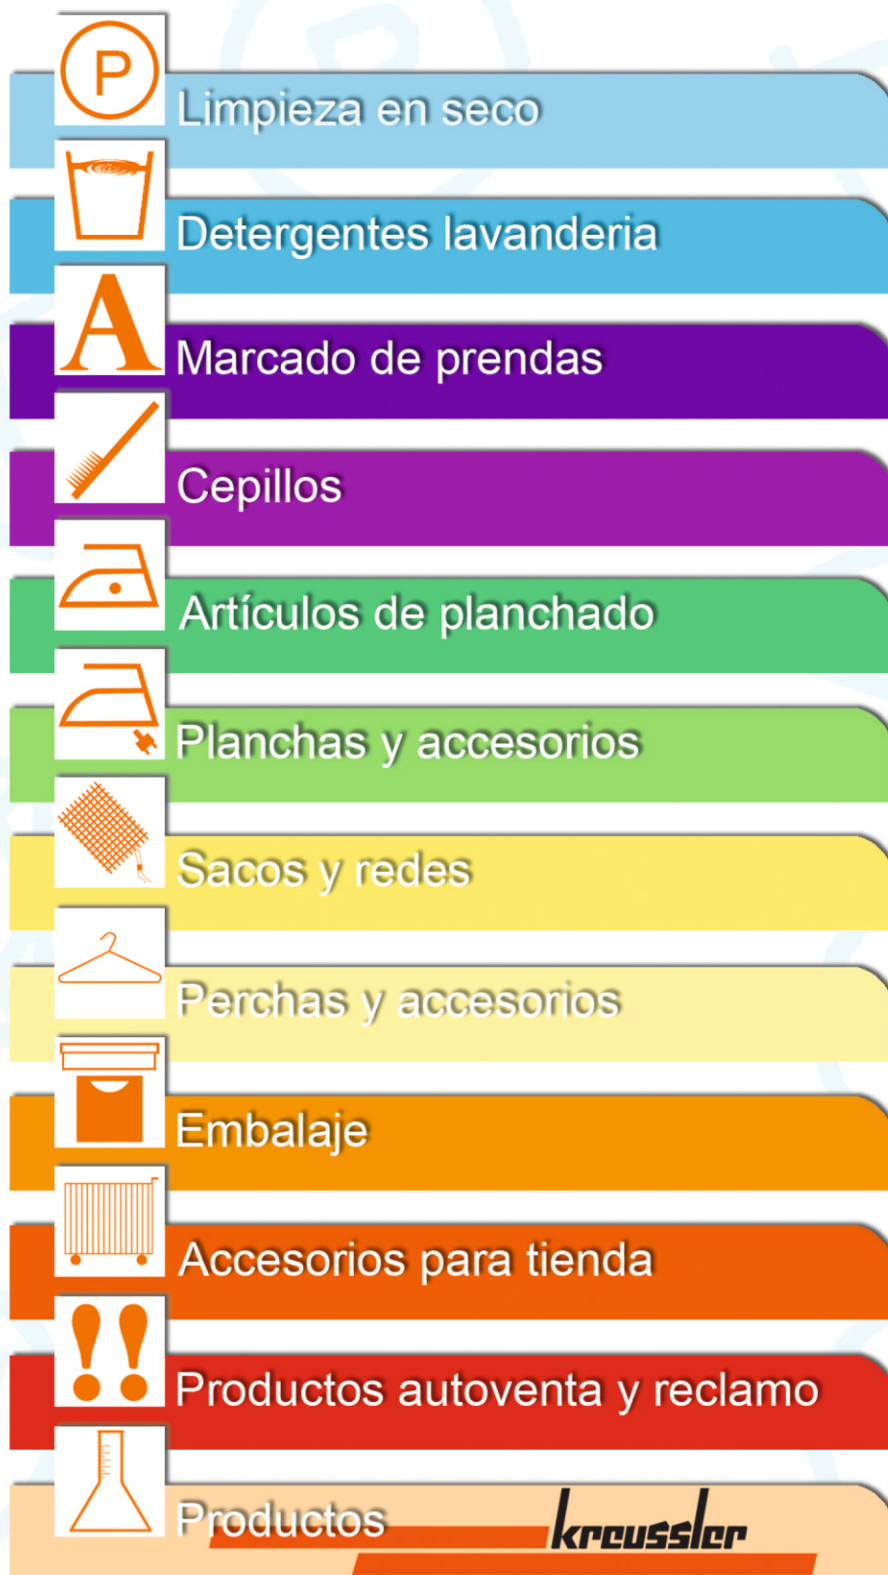 P
Limpieza en seco
Detergentes lavanderia
A
Marcado de prendas
Cepillos
Artículos de planchado
Planchas y accesorios
Sacos y redes
Perchas y accesorios
Embalaje
Accesorios para tienda
!!
Productos autoventa y reclamo
Productos kreussler